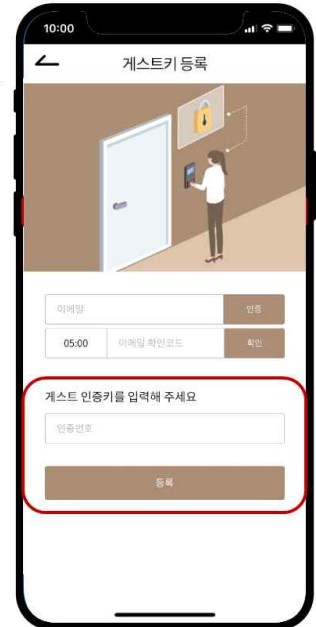 10:00
게스트키 등록
이메일 인증
05:00 이메일 확인코드 확인
게스트 인증키를 입력해 주세요
인증번호
등록